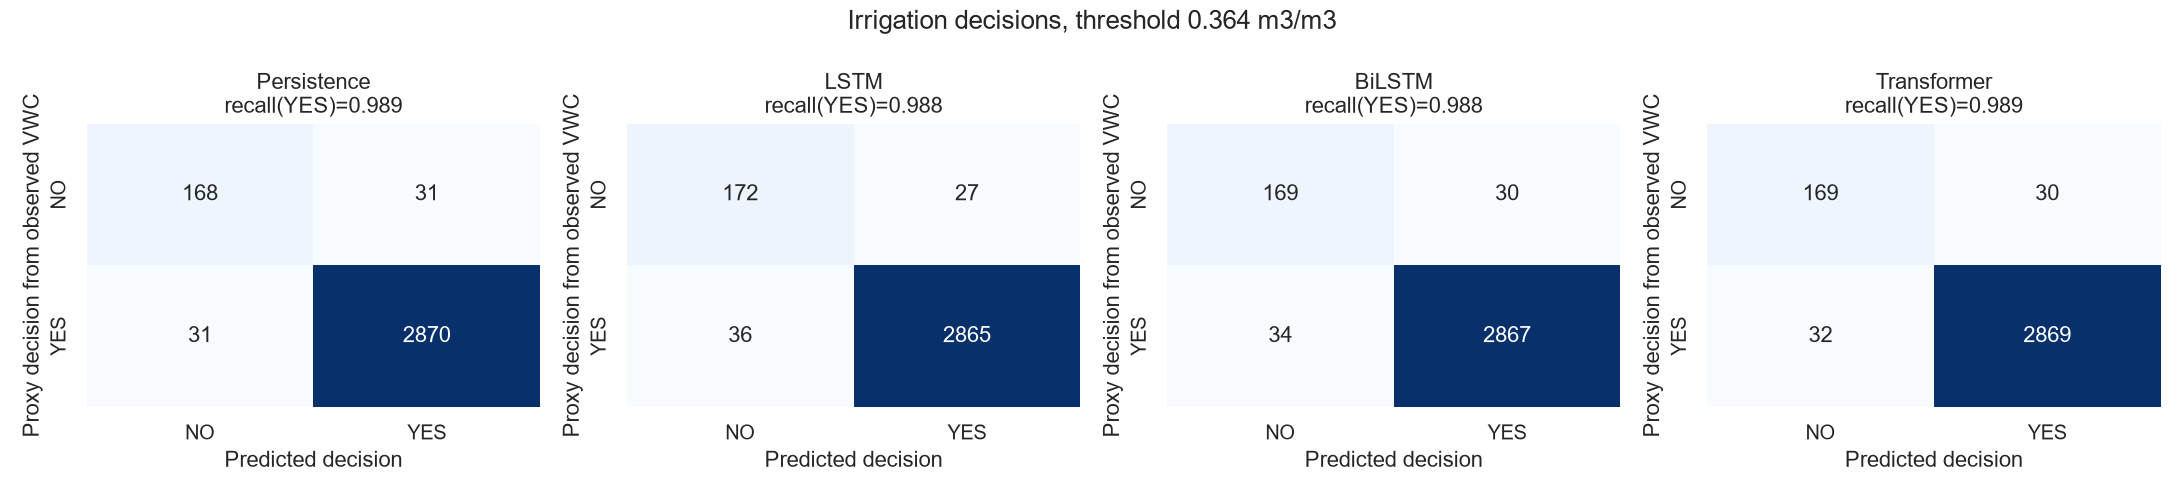 Irrigation decisions, threshold 0.364 m3/m3
Persistence
recall(YES)=0.989
Proxy decision from observed VWC
NO
168
31
YES
31
2870
NO
YES
Predicted decision
LSTM
recall(YES)=0.988
Proxy decision from observed VWC
NO
172
27
YES
36
2865
NO
YES
Predicted decision
BiLSTM
recall(YES)=0.988
Proxy decision from observed VWC
NO
169
30
YES
34
2867
NO
YES
Predicted decision
Transformer
recall(YES)=0.989
Proxy decision from observed VWC
NO
169
30
YES
32
2869
NO
YES
Predicted decision